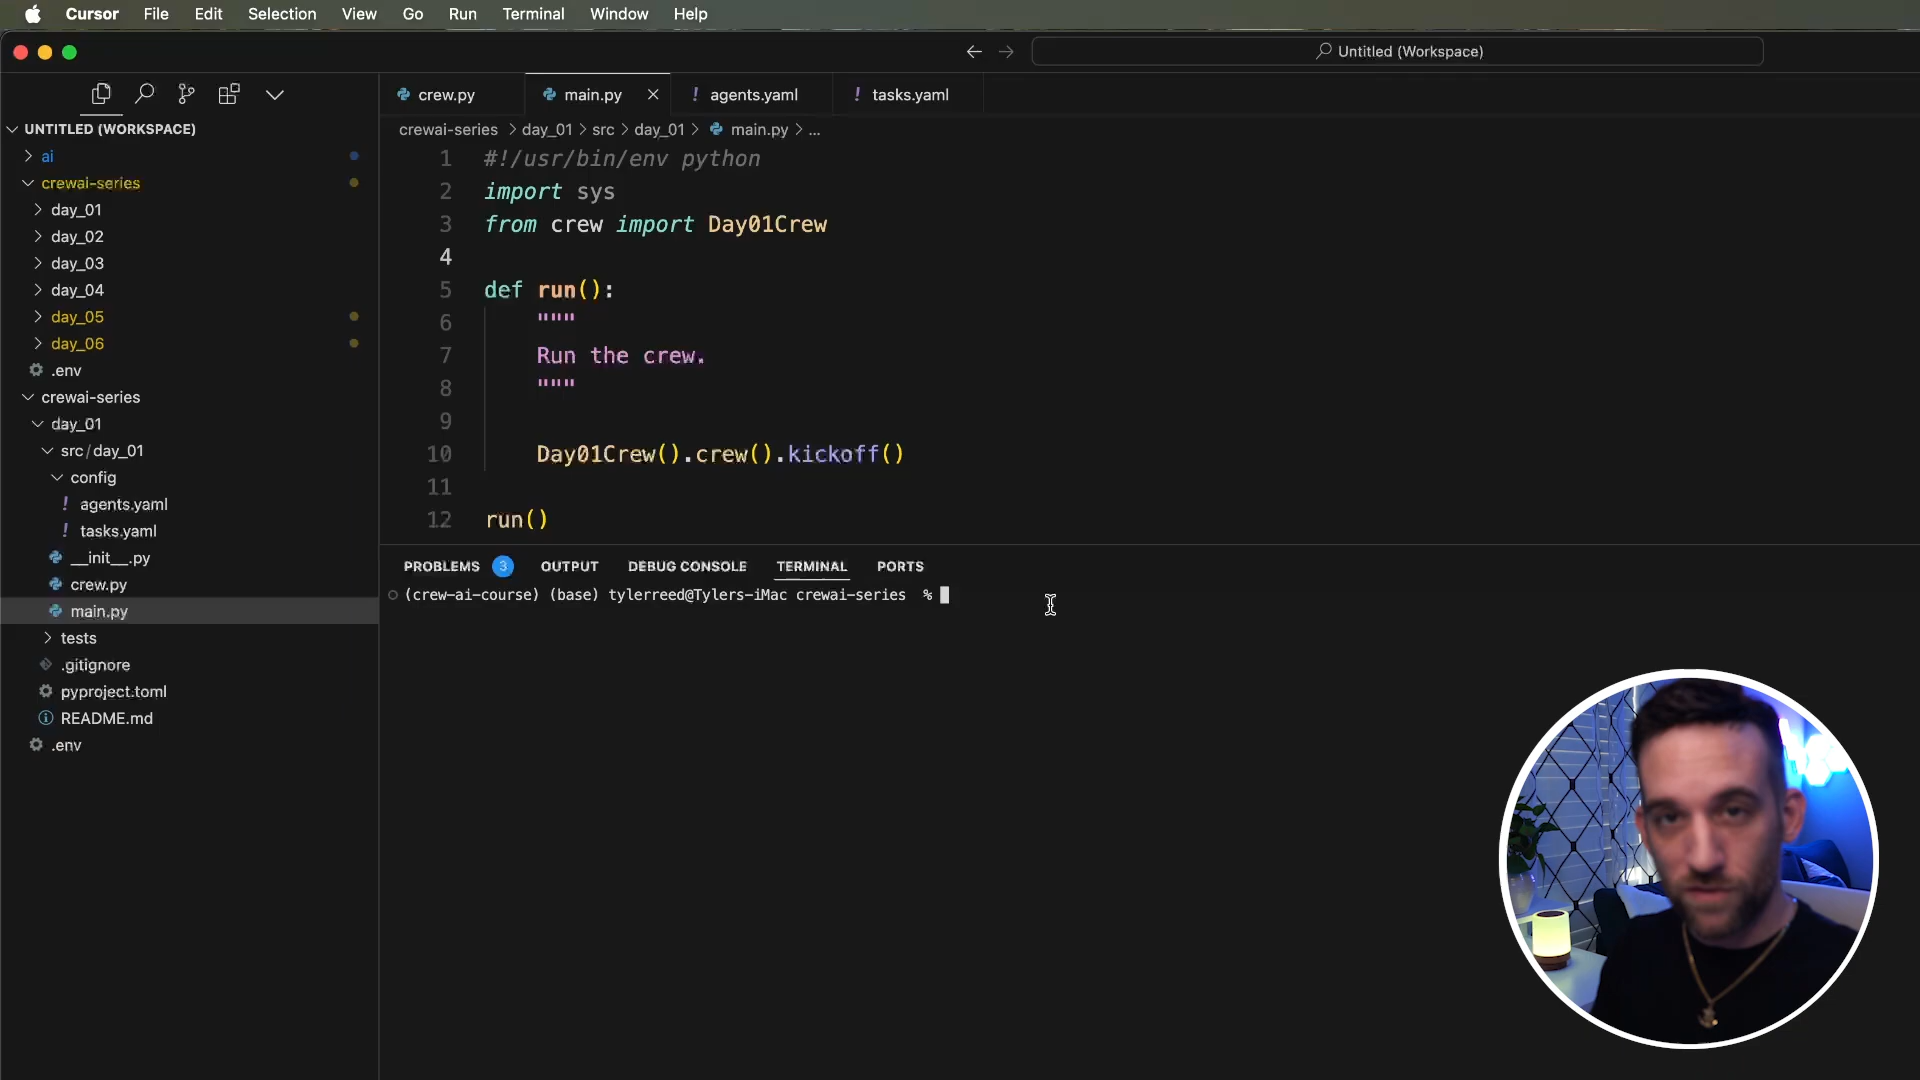 Cursor File Edit Selection View Go Run Terminal Window Help
Untitled (Workspace)
UNTITLED (WORKSPACE)
ai
crewai-series
day_01
day_02
day_03
day_04
day_05
day_06
.env
crewai-series
day_01
src/day_01
config
! agents.yaml
! tasks.yaml
__init__.py
crew.py
main.py
tests
.gitignore
pyproject.toml
README.md
.env
crew.py main.py ! agents.yaml ! tasks.yaml
crewai-series > day_01 > src > day_01 > main.py > ...
1 #!/usr/bin/env python
2 import sys
3 from crew import Day01Crew
4
5 def run():
6 """
7 Run the crew.
8 """
9
10 Day01Crew().crew().kickoff()
11
12 run()
PROBLEMS 3 OUTPUT DEBUG CONSOLE TERMINAL PORTS
(crew-ai-course) (base) tylerreed@Tylers-iMac crewai-series %